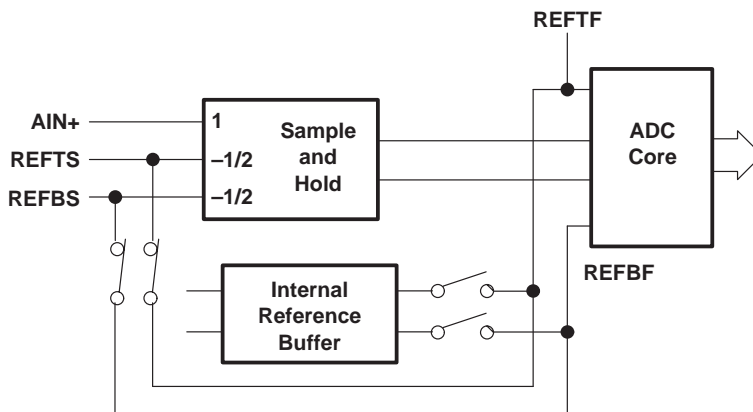 REFTF
AIN+
REFTS
REFBS
1
–1/2
–1/2
Sample
and
Hold
ADC
Core
REFBF
Internal
Reference
Buffer